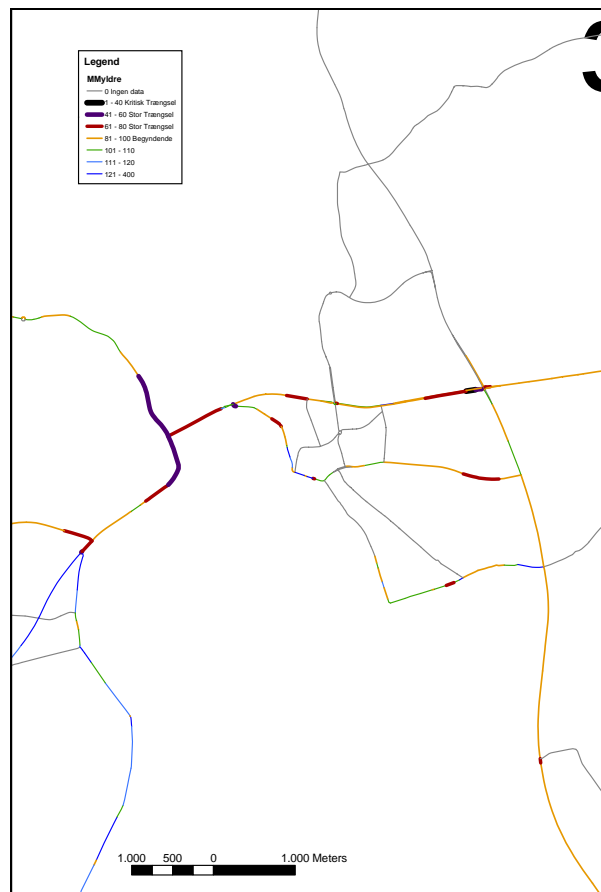 Legend
MMyldre
0 Ingen data
1 - 40 Kritisk Trængsel
41 - 60 Stor Trængsel
61 - 80 Stor Trængsel
81 - 100 Begyndende
101 - 110
111 - 120
121 - 400
1.000 500 0 1.000 Meters